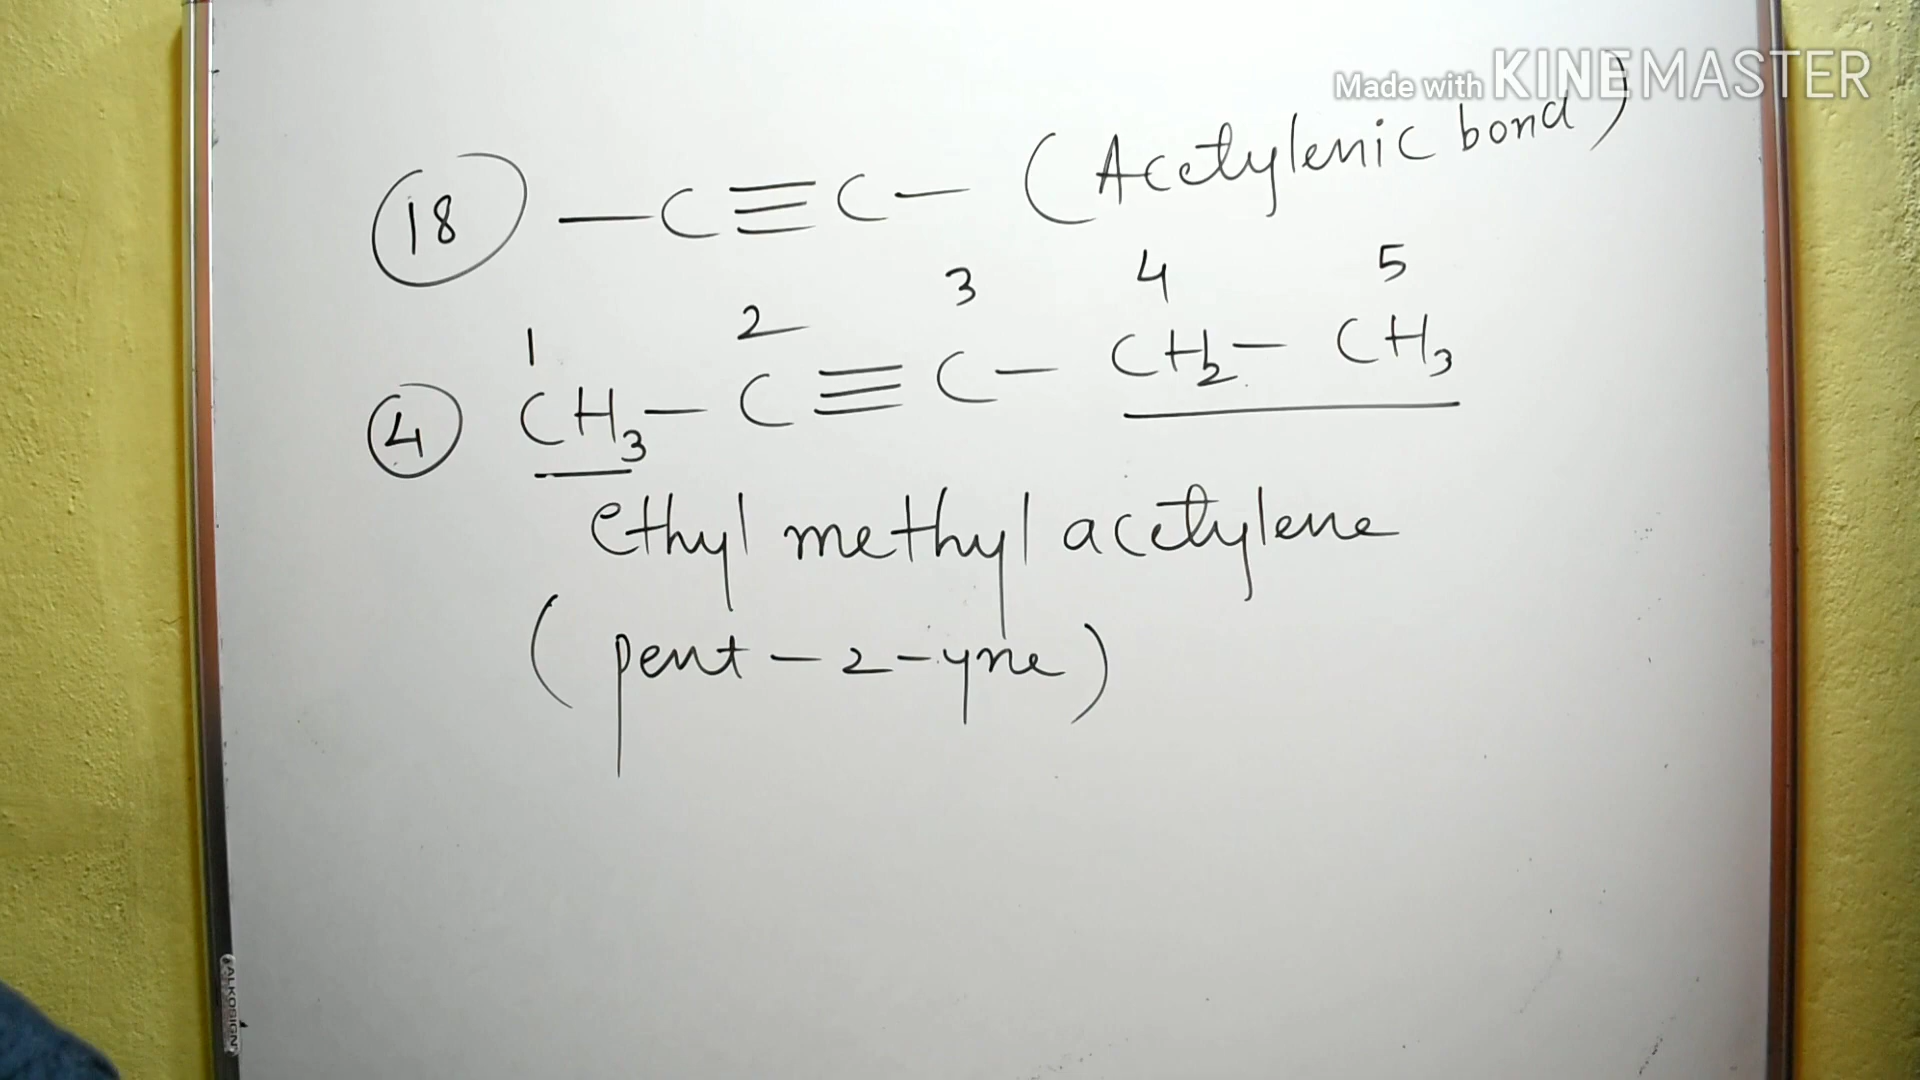 Made with KINEMASTER
18 —C≡C— (Acetylenic bond)
1 2 3 4 5
4 CH₃—C≡C—CH₂—CH₃
ethyl methyl acetylene
(pent-2-yne)
ALKOSIGN